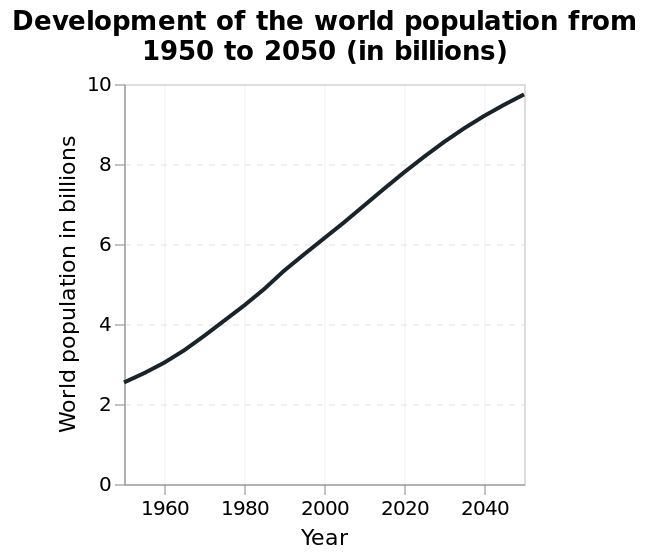 Development of the world population from
1950 to 2050 (in billions)
World population in billions
10
8
6
4
2
0
1960 1980 2000 2020 2040
Year